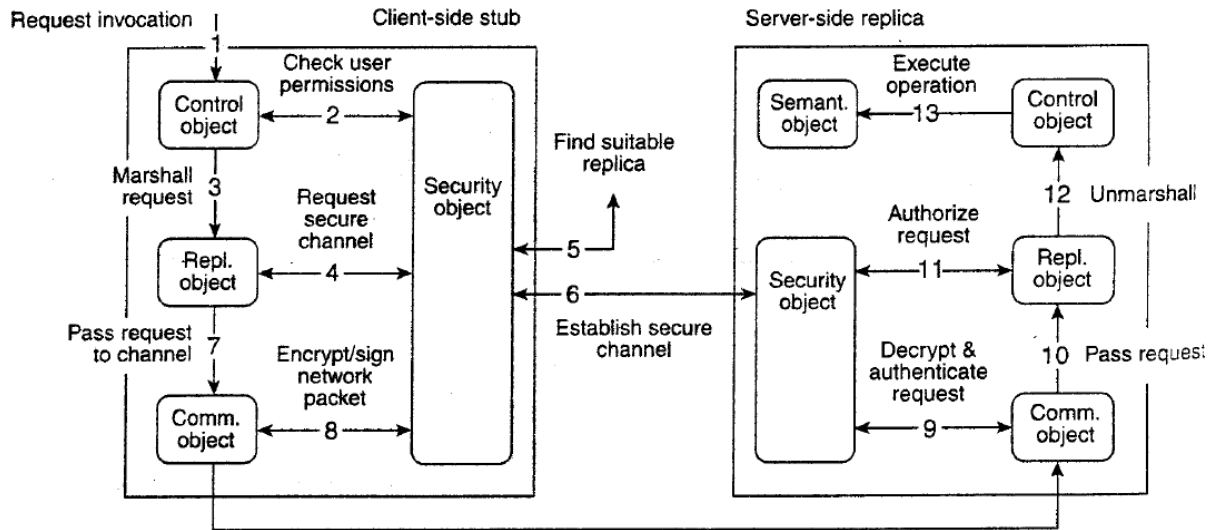 Request invocation
Client-side stub
Server-side replica
1
Check user
permissions
Control
object
2
Marshall
request
3
Request
secure
channel
Security
object
Repl.
object
4
Find suitable
replica
5
6
Establish secure
channel
Pass request
to channel
7
Encrypt/sign
network
packet
Comm.
object
8
Execute
operation
Semant.
object
13
Control
object
12
Unmarshall
Authorize
request
Security
object
11
Repl.
object
10
Pass request
Decrypt &
authenticate
request
9
Comm.
object